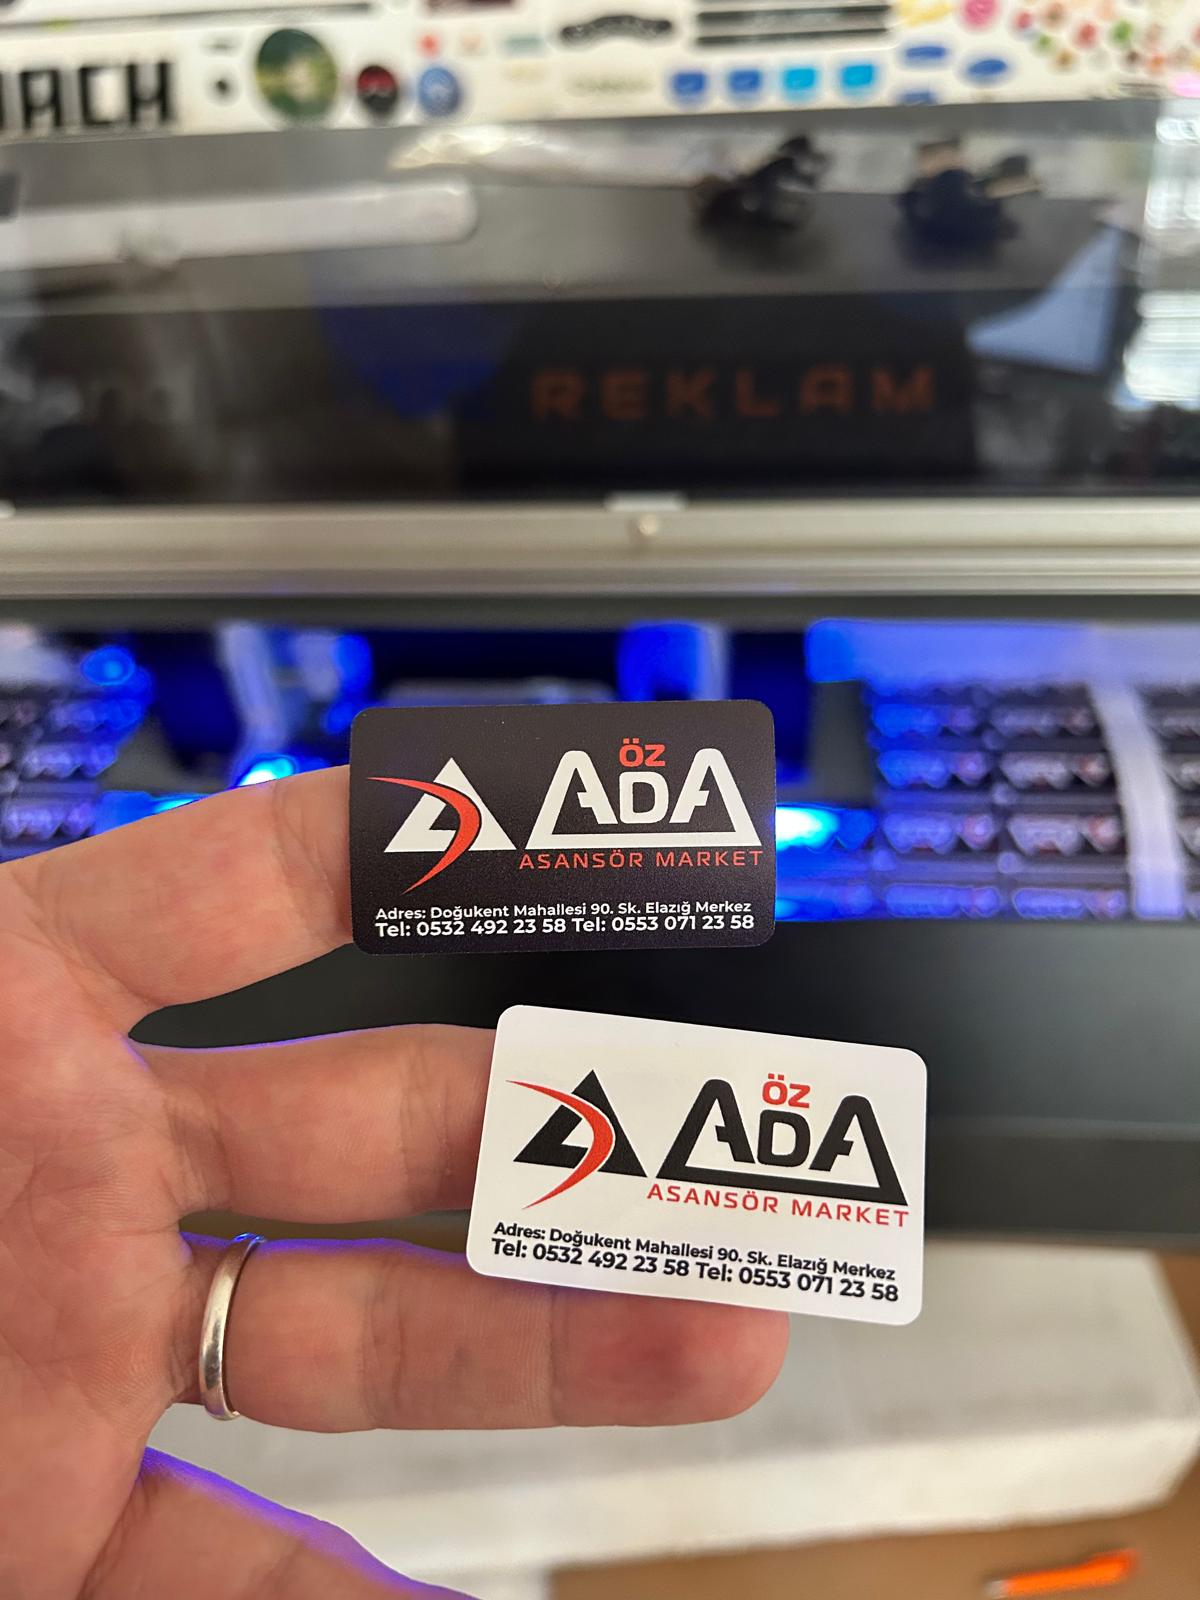 REKLAM
ÖZ
ADA
ASANSÖR MARKET
Adres: Doğukent Mahallesi 90. Sk. Elazığ Merkez
Tel: 0532 492 23 58 Tel: 0553 071 23 58
ÖZ
ADA
ASANSÖR MARKET
Adres: Doğukent Mahallesi 90. Sk. Elazığ Merkez
Tel: 0532 492 23 58 Tel: 0553 071 23 58